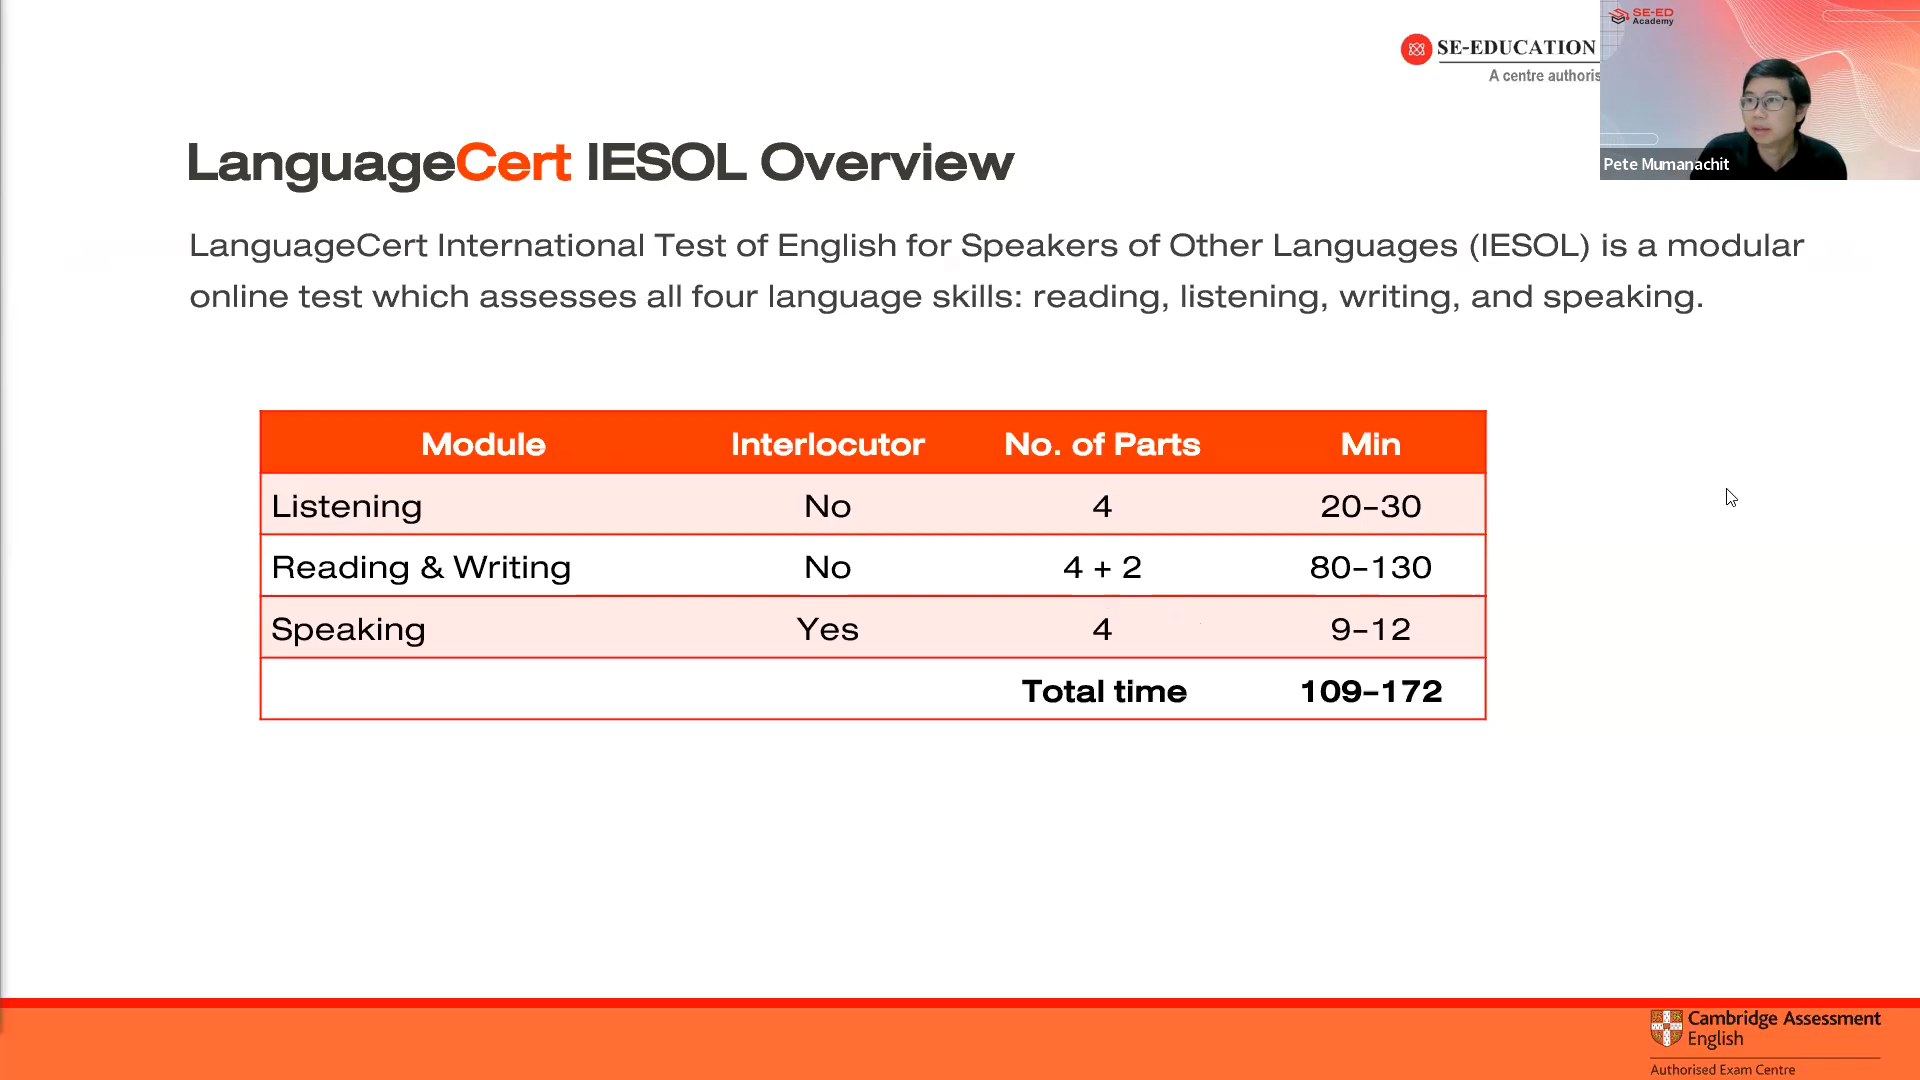 SE-EDUCATION
A centre authoris
SE-ED
Academy
Pete Mumanachit
LanguageCert IESOL Overview
LanguageCert International Test of English for Speakers of Other Languages (IESOL) is a modular
online test which assesses all four language skills: reading, listening, writing, and speaking.
Module Interlocutor No. of Parts Min
Listening No 4 20–30
Reading & Writing No 4 + 2 80–130
Speaking Yes 4 9–12
Total time 109–172
Cambridge Assessment
English
Authorised Exam Centre